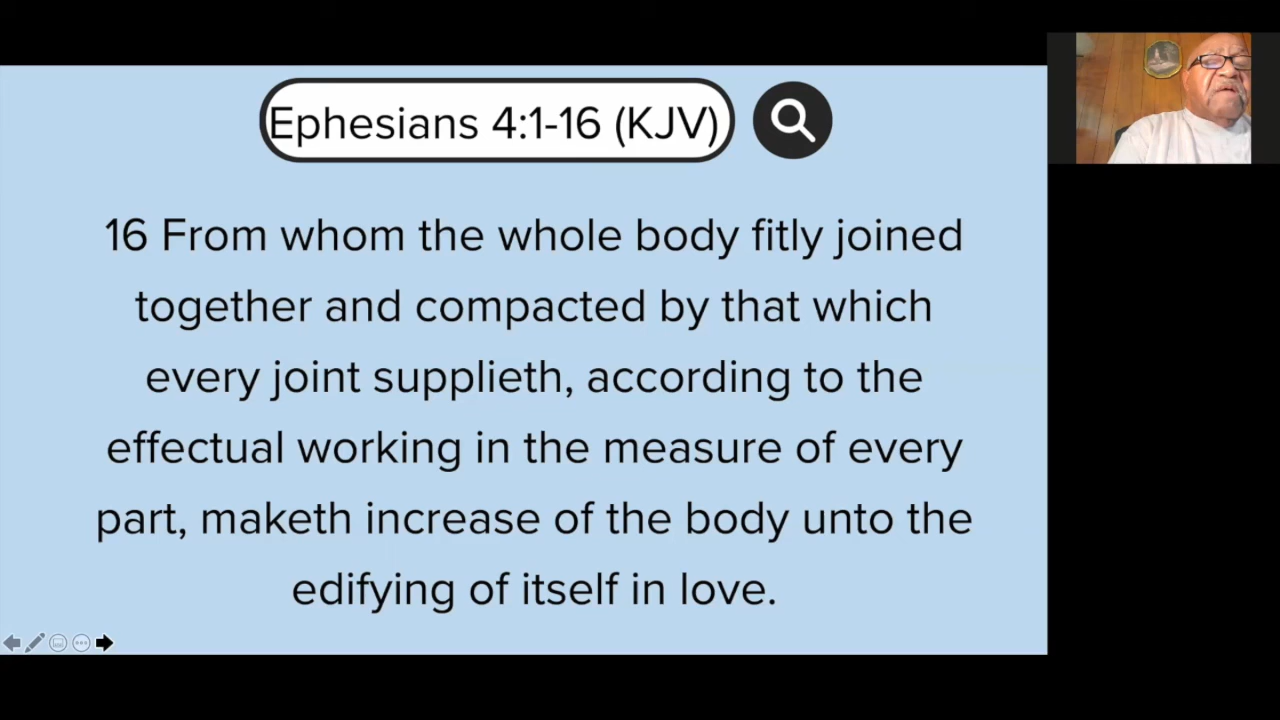 Ephesians 4:1-16 (KJV)
16 From whom the whole body fitly joined
together and compacted by that which
every joint supplieth, according to the
effectual working in the measure of every
part, maketh increase of the body unto the
edifying of itself in love.